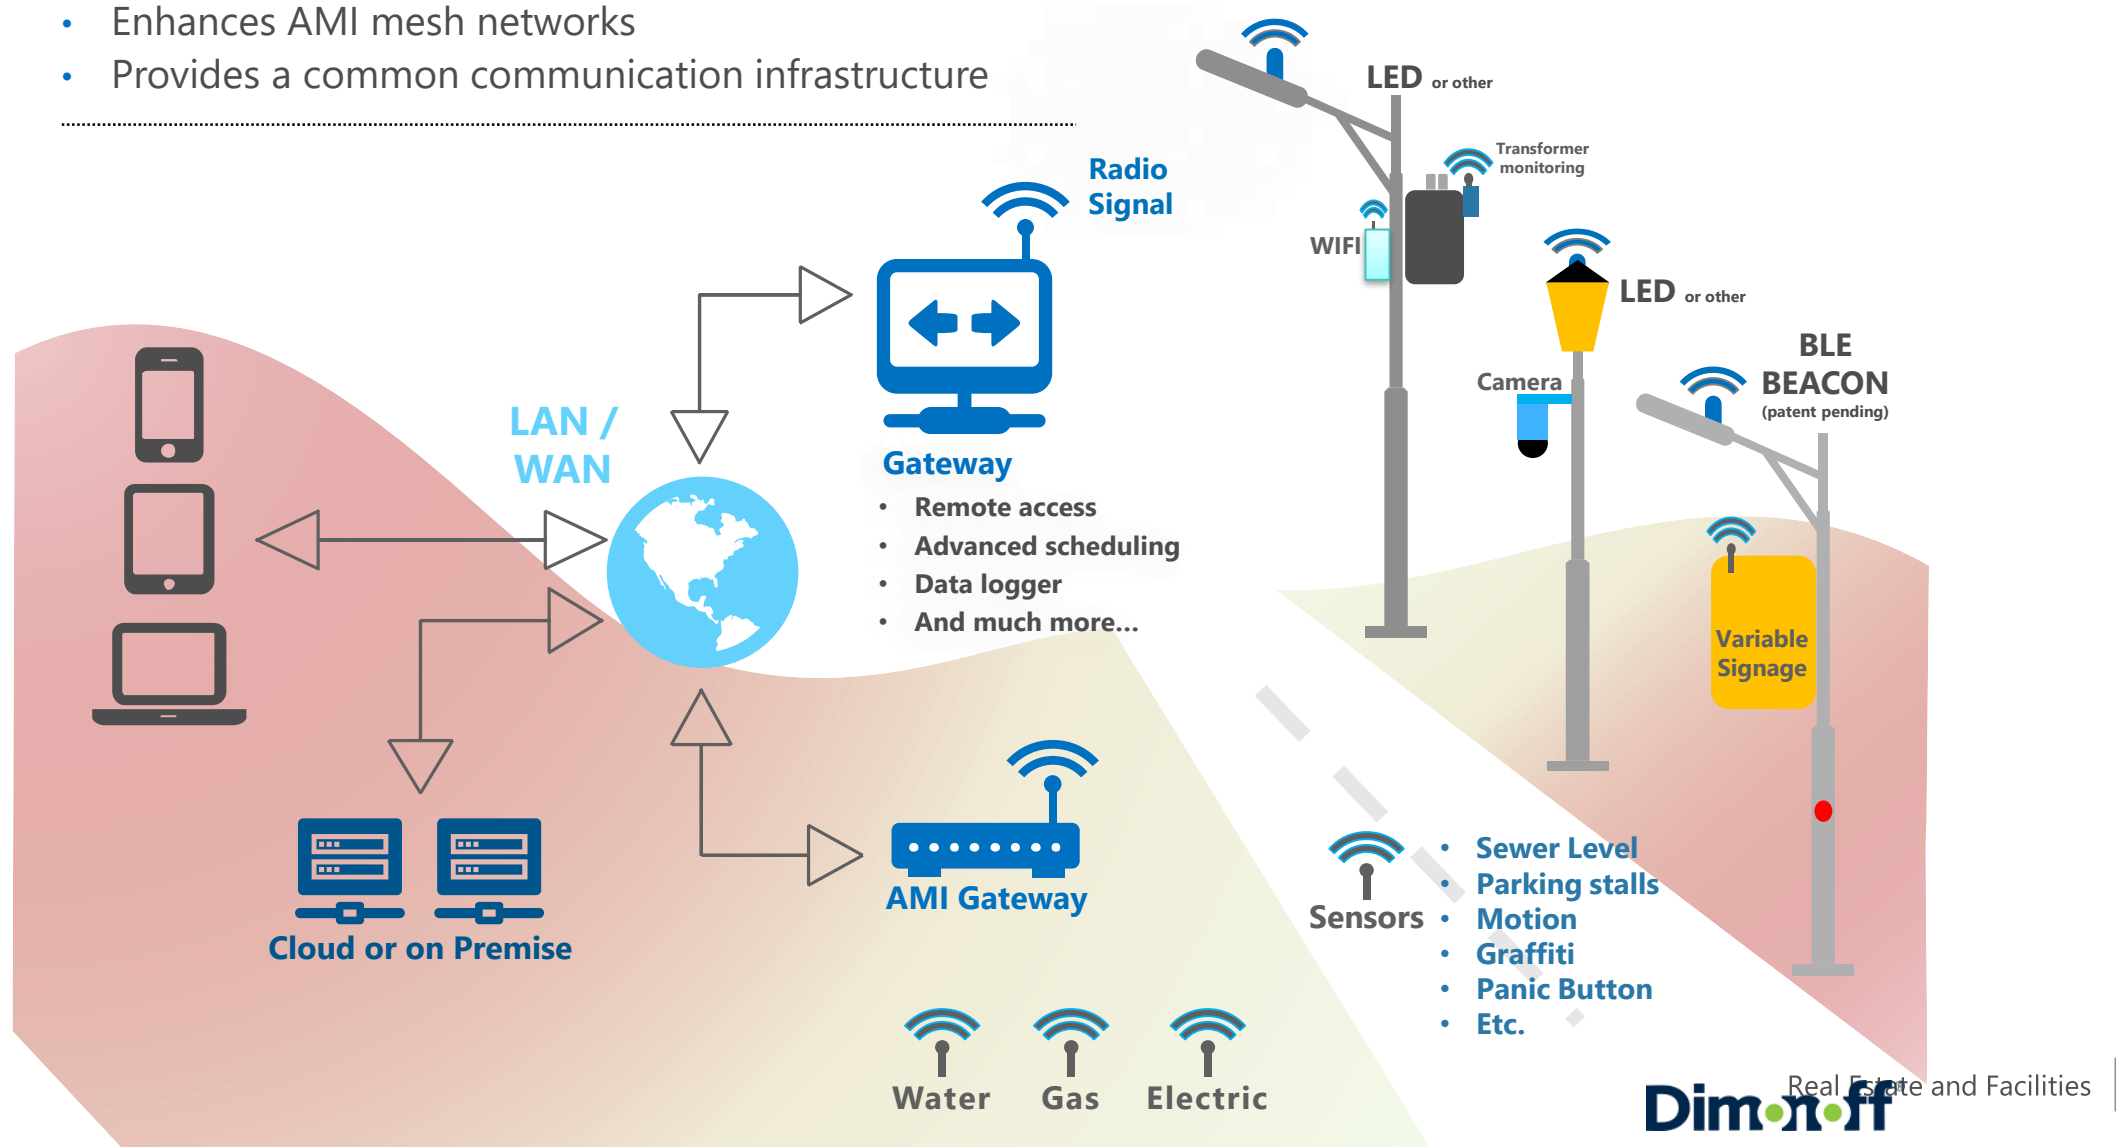 • Enhances AMI mesh networks
• Provides a common communication infrastructure
LED or other
Transformer
monitoring
Radio
Signal
WIFI
LED or other
BLE
BEACON
(patent pending)
Camera
LAN /
WAN
Gateway
• Remote access
• Advanced scheduling
• Data logger
• And much more...
Variable
Signage
AMI Gateway
Cloud or on Premise
Sensors
• Sewer Level
• Parking stalls
• Motion
• Graffiti
• Panic Button
• Etc.
Water
Gas
Electric
Real Estate and Facilities
Dimonoff